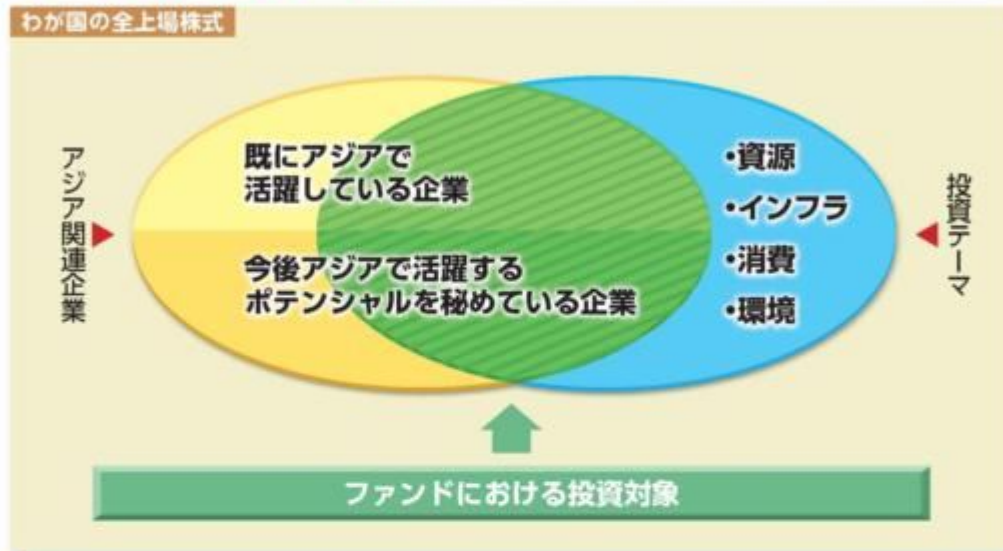 わが国の全上場株式
アジア関連企業
既にアジアで
活躍している企業
今後アジアで活躍する
ポテンシャルを秘めている企業
・資源
・インフラ
・消費
・環境
投資テーマ
ファンドにおける投資対象